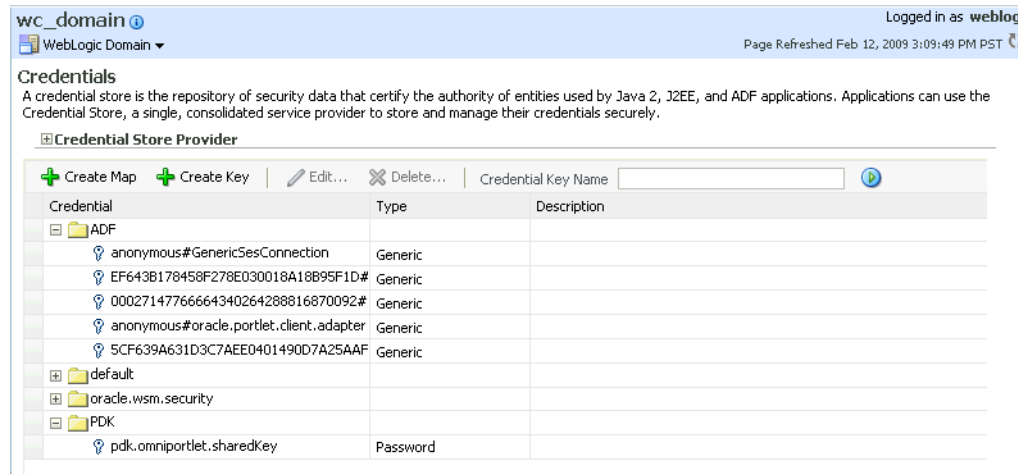 wc_domain
Logged in as weblog
WebLogic Domain
Page Refreshed Feb 12, 2009 3:09:49 PM PST
Credentials
A credential store is the repository of security data that certify the authority of entities used by Java 2, J2EE, and ADF applications. Applications can use the
Credential Store, a single, consolidated service provider to store and manage their credentials securely.
Credential Store Provider
Create Map Create Key Edit... Delete... Credential Key Name
Credential Type Description
ADF
anonymous#GenericSesConnection Generic
EF643B178458F278E030018A18B95F1D# Generic
00027147766664340264288816870092# Generic
anonymous#oracle.portlet.client.adapter Generic
5CF639A631D3C7AEE0401490D7A25AAF Generic
default
oracle.wsm.security
PDK
pdk.omniportlet.sharedKey Password